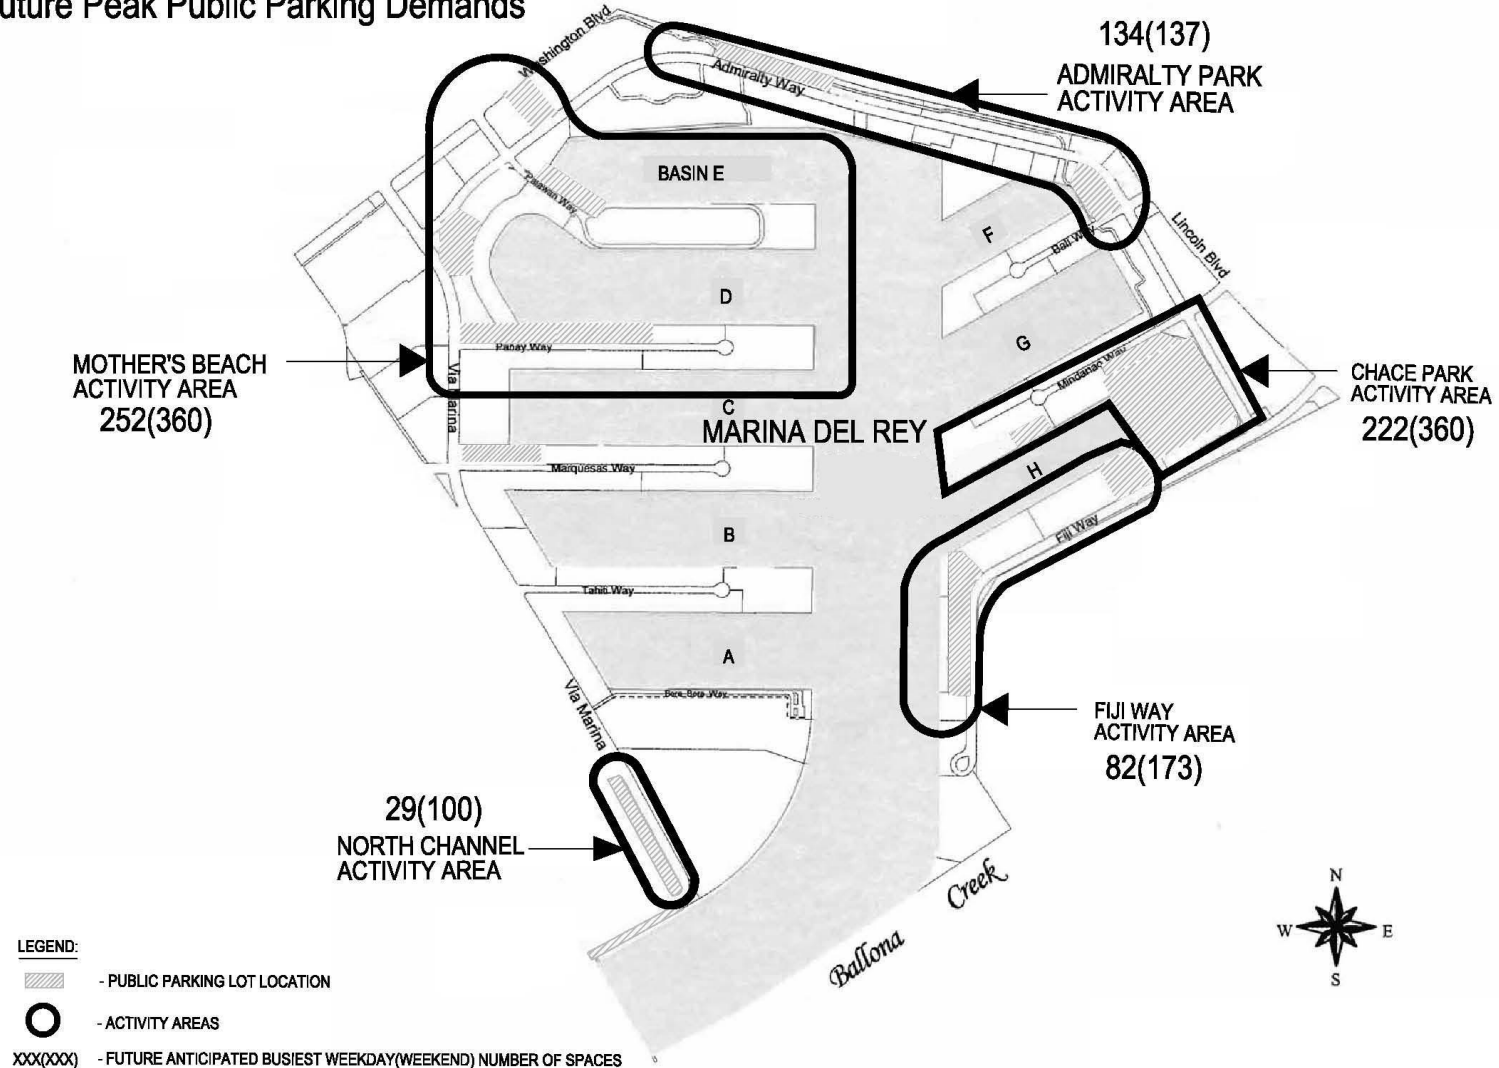 uture Peak Public Parking Demands
Washington Blvd
134(137)
ADMIRALTY PARK
ACTIVITY AREA
Admiralty Way
BASIN E
Palawan Way
F
Bali Way
Lincoln Blvd
D
G
Panay Way
Mindanao Way
MOTHER'S BEACH
ACTIVITY AREA
252(360)
Via Marina
CHACE PARK
ACTIVITY AREA
222(360)
C
MARINA DEL REY
Marquesas Way
H
B
Fiji Way
Tahiti Way
A
Bora Bora Way
Via Marina
FIJI WAY
ACTIVITY AREA
82(173)
29(100)
NORTH CHANNEL
ACTIVITY AREA
Ballona Creek
N
W E
S
LEGEND:
- PUBLIC PARKING LOT LOCATION
- ACTIVITY AREAS
XXX(XXX) - FUTURE ANTICIPATED BUSIEST WEEKDAY(WEEKEND) NUMBER OF SPACES